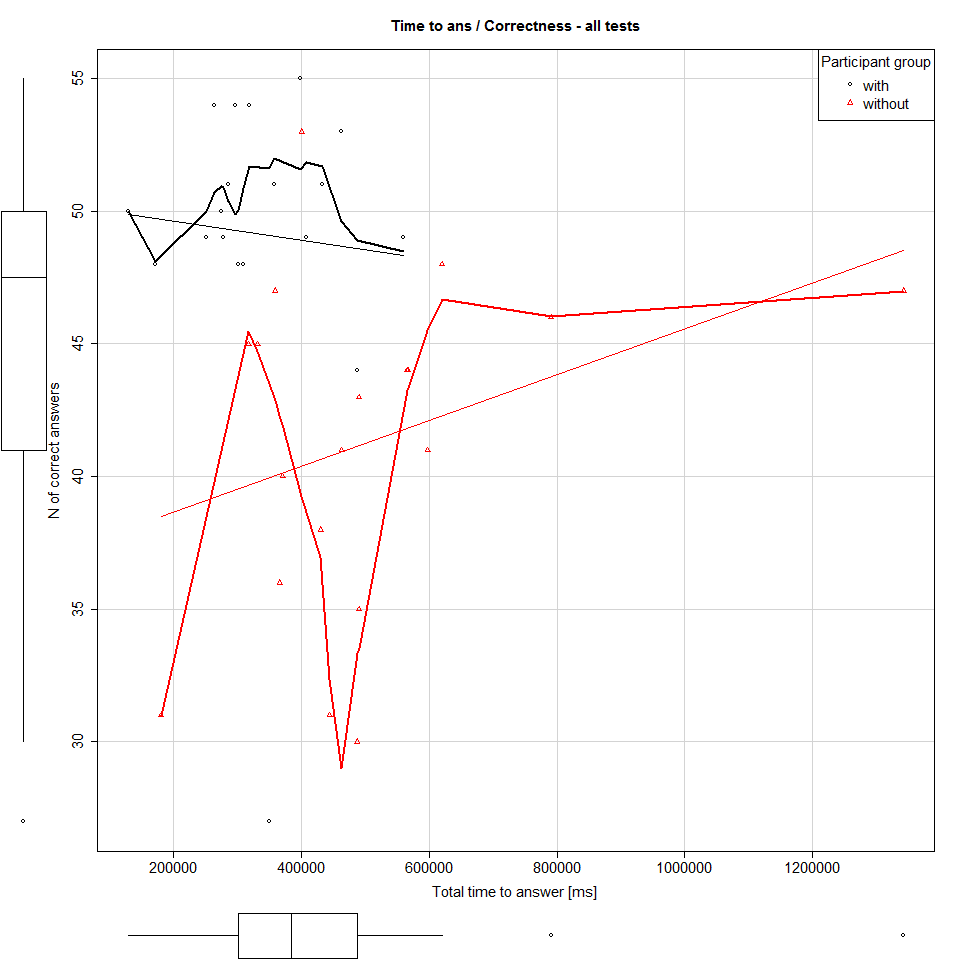 Time to ans / Correctness - all tests
Participant group
with
without
55
50
45
40
35
30
N of correct answers
200000 400000 600000 800000 1000000 1200000
Total time to answer [ms]